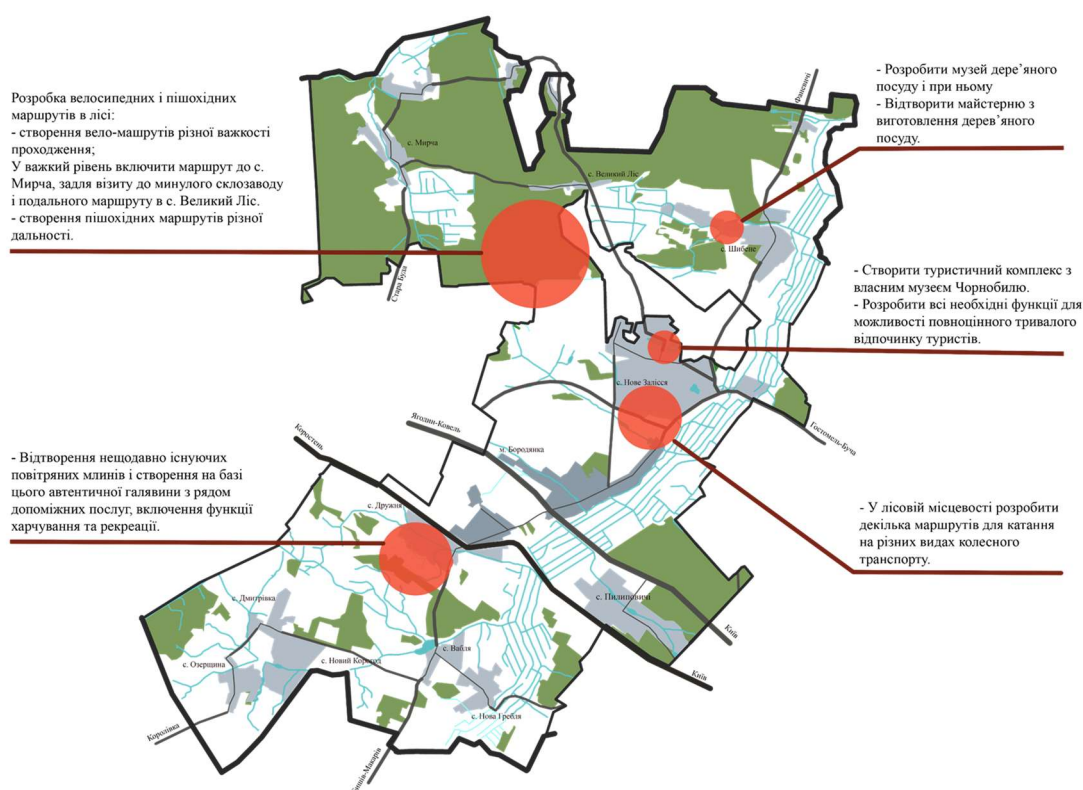 Розробка велосипедних і пішохідних
маршрутів в лісі:
- створення вело-машрутів різної важкості
проходження;
У важкий рівень включити маршрут до с.
Мирча, задля візиту до минулого склозаводу
і подальшого маршруту в с. Великий Ліс.
- створення пішохідних маршрутів різної
дальності.
- Розробити музей дере'яного
посуду і при ньому
- Відтворити майстерню з
виготовлення дерев'яного
посуду.
- Створити туристичний комплекс з
власним музеєм Чорнобилю.
- Розробити всі необхідні функції для
можливості повноцінного тривалого
відпочинку туристів.
- Відтворення нещодавно існуючих
повітряних млинів і створення на базі
цього автентичної галявини з рядом
допоміжних послуг, включення функції
харчування та рекреації.
- У лісовій місцевості розробити
декілька маршрутів для катання
на різних видах колесного
транспорту.
с. Мирча
с. Великий Ліс
с. Шибене
Стара Буда
с. Нове Залісся
Гостомель-Буча
Ягодин-Ковель
Коростень
м. Бородянка
с. Дружня
с. Пилиповичі
с. Дмитрівка
Київ
с. Вабля
с. Озерщина
с. Новий Корогод
Київ
с. Нова Гребля
Королівка